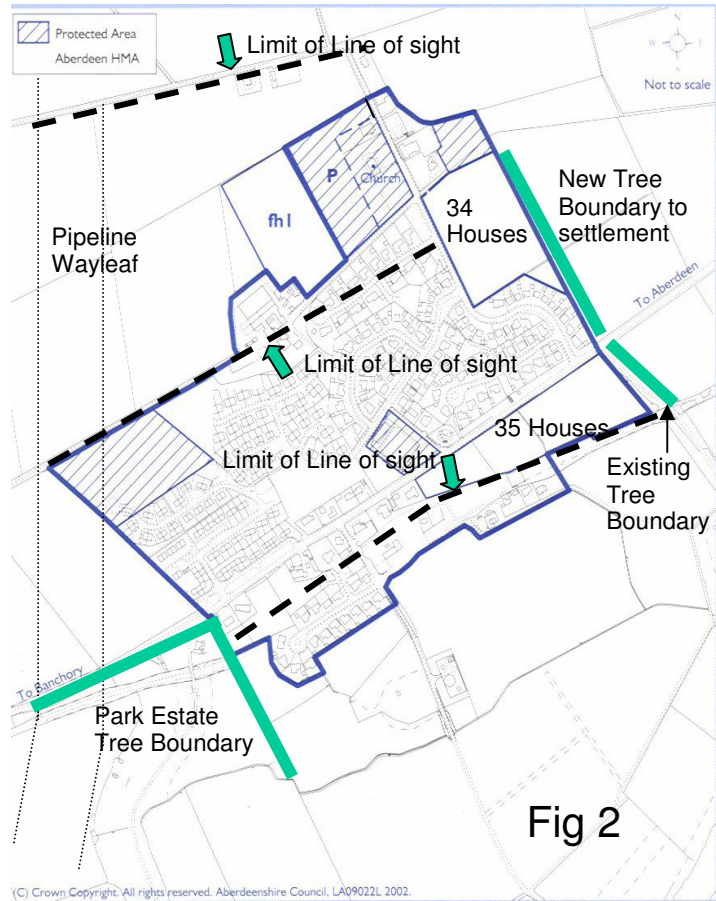 Protected Area
Aberdeen HMA
Limit of Line of sight
N
W
E
S
Not to scale
P
Church
fh1
34
Houses
New Tree
Boundary to
settlement
Pipeline
Wayleaf
To Aberdeen
Limit of Line of sight
35 Houses
Limit of Line of sight
Existing
Tree
Boundary
To Banchory
Park Estate
Tree Boundary
Fig 2
(C) Crown Copyright. All rights reserved. Aberdeenshire Council, LA09022L 2002.